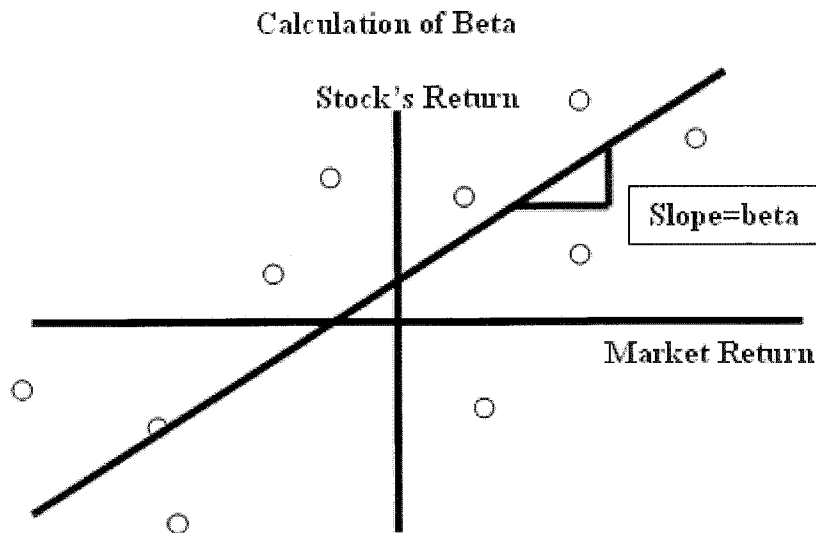 Calculation of Beta
Stock's Return
Slope=beta
Market Return